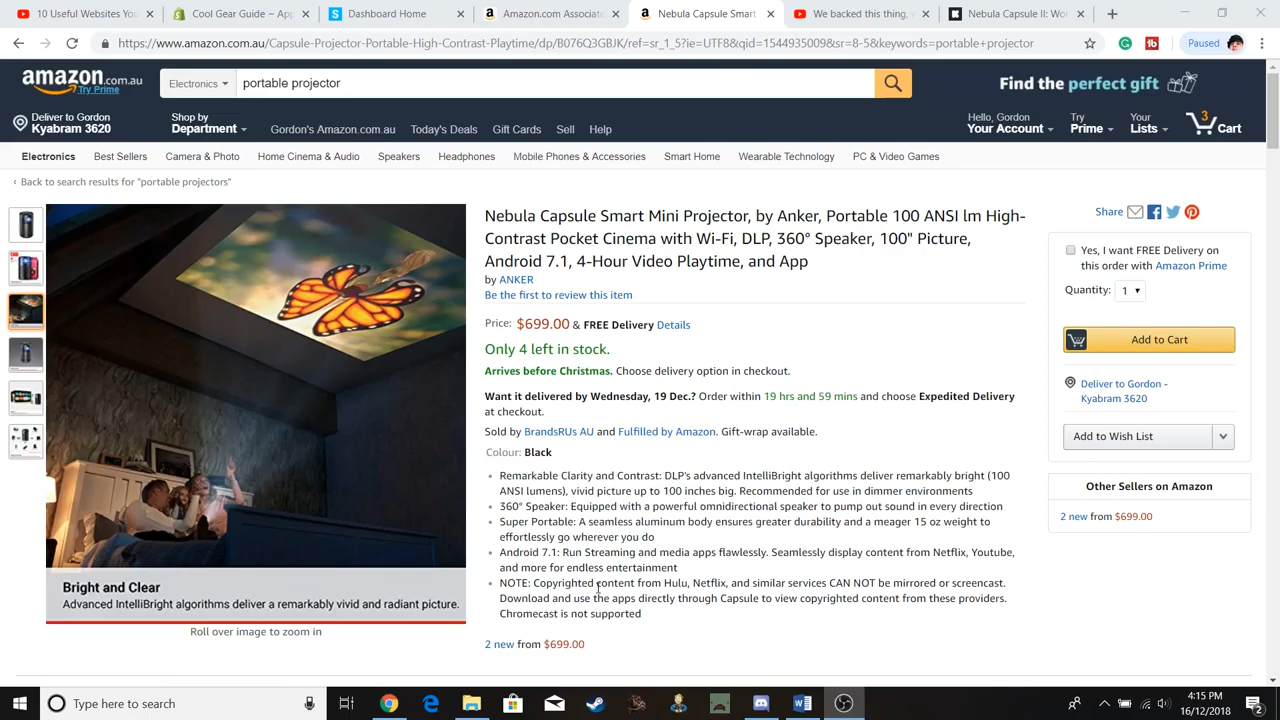 10 Useful Websites You
Cool Gear Guide ~ Ap
Dashboard Home
Amazon.com Associate
Nebula Capsule Smart
We backed this thing, v
Nebula Capsule II: Wor
https://www.amazon.com.au/Capsule-Projector-Portable-High-Contrast-Playtime/dp/B076Q3GBJK/ref=sr_1_5?ie=UTF8&qid=1544935009&sr=8-5&keywords=portable+projector
Paused
amazon.com.au
Try Prime
Electronics
portable projector
Find the perfect gift
Deliver to Gordon
Kyabram 3620
Shop by
Department
Gordon's Amazon.com.au
Today's Deals
Gift Cards
Sell
Help
Hello, Gordon
Your Account
Try
Prime
Your
Lists
3
Cart
Electronics
Best Sellers
Camera & Photo
Home Cinema & Audio
Speakers
Headphones
Mobile Phones & Accessories
Smart Home
Wearable Technology
PC & Video Games
‹ Back to search results for "portable projectors"
Nebula Capsule Smart Mini Projector, by Anker, Portable 100 ANSI lm High-
Contrast Pocket Cinema with Wi-Fi, DLP, 360° Speaker, 100" Picture,
Android 7.1, 4-Hour Video Playtime, and App
by ANKER
Be the first to review this item
Price: $699.00 & FREE Delivery Details
Only 4 left in stock.
Arrives before Christmas. Choose delivery option in checkout.
Want it delivered by Wednesday, 19 Dec.? Order within 19 hrs and 59 mins and choose Expedited Delivery
at checkout.
Sold by BrandsRUs AU and Fulfilled by Amazon. Gift-wrap available.
Colour: Black
• Remarkable Clarity and Contrast: DLP's advanced IntelliBright algorithms deliver remarkably bright (100
ANSI lumens), vivid picture up to 100 inches big. Recommended for use in dimmer environments
• 360° Speaker: Equipped with a powerful omnidirectional speaker to pump out sound in every direction
• Super Portable: A seamless aluminum body ensures greater durability and a meager 15 oz weight to
effortlessly go wherever you do
• Android 7.1: Run Streaming and media apps flawlessly. Seamlessly display content from Netflix, Youtube,
and more for endless entertainment
• NOTE: Copyrighted content from Hulu, Netflix, and similar services CAN NOT be mirrored or screencast.
Download and use the apps directly through Capsule to view copyrighted content from these providers.
Chromecast is not supported
2 new from $699.00
Bright and Clear
Advanced IntelliBright algorithms deliver a remarkably vivid and radiant picture.
Roll over image to zoom in
Share
Yes, I want FREE Delivery on
this order with Amazon Prime
Quantity: 1
Add to Cart
Deliver to Gordon -
Kyabram 3620
Add to Wish List
Other Sellers on Amazon
2 new from $699.00
Type here to search
4:15 PM
16/12/2018
2